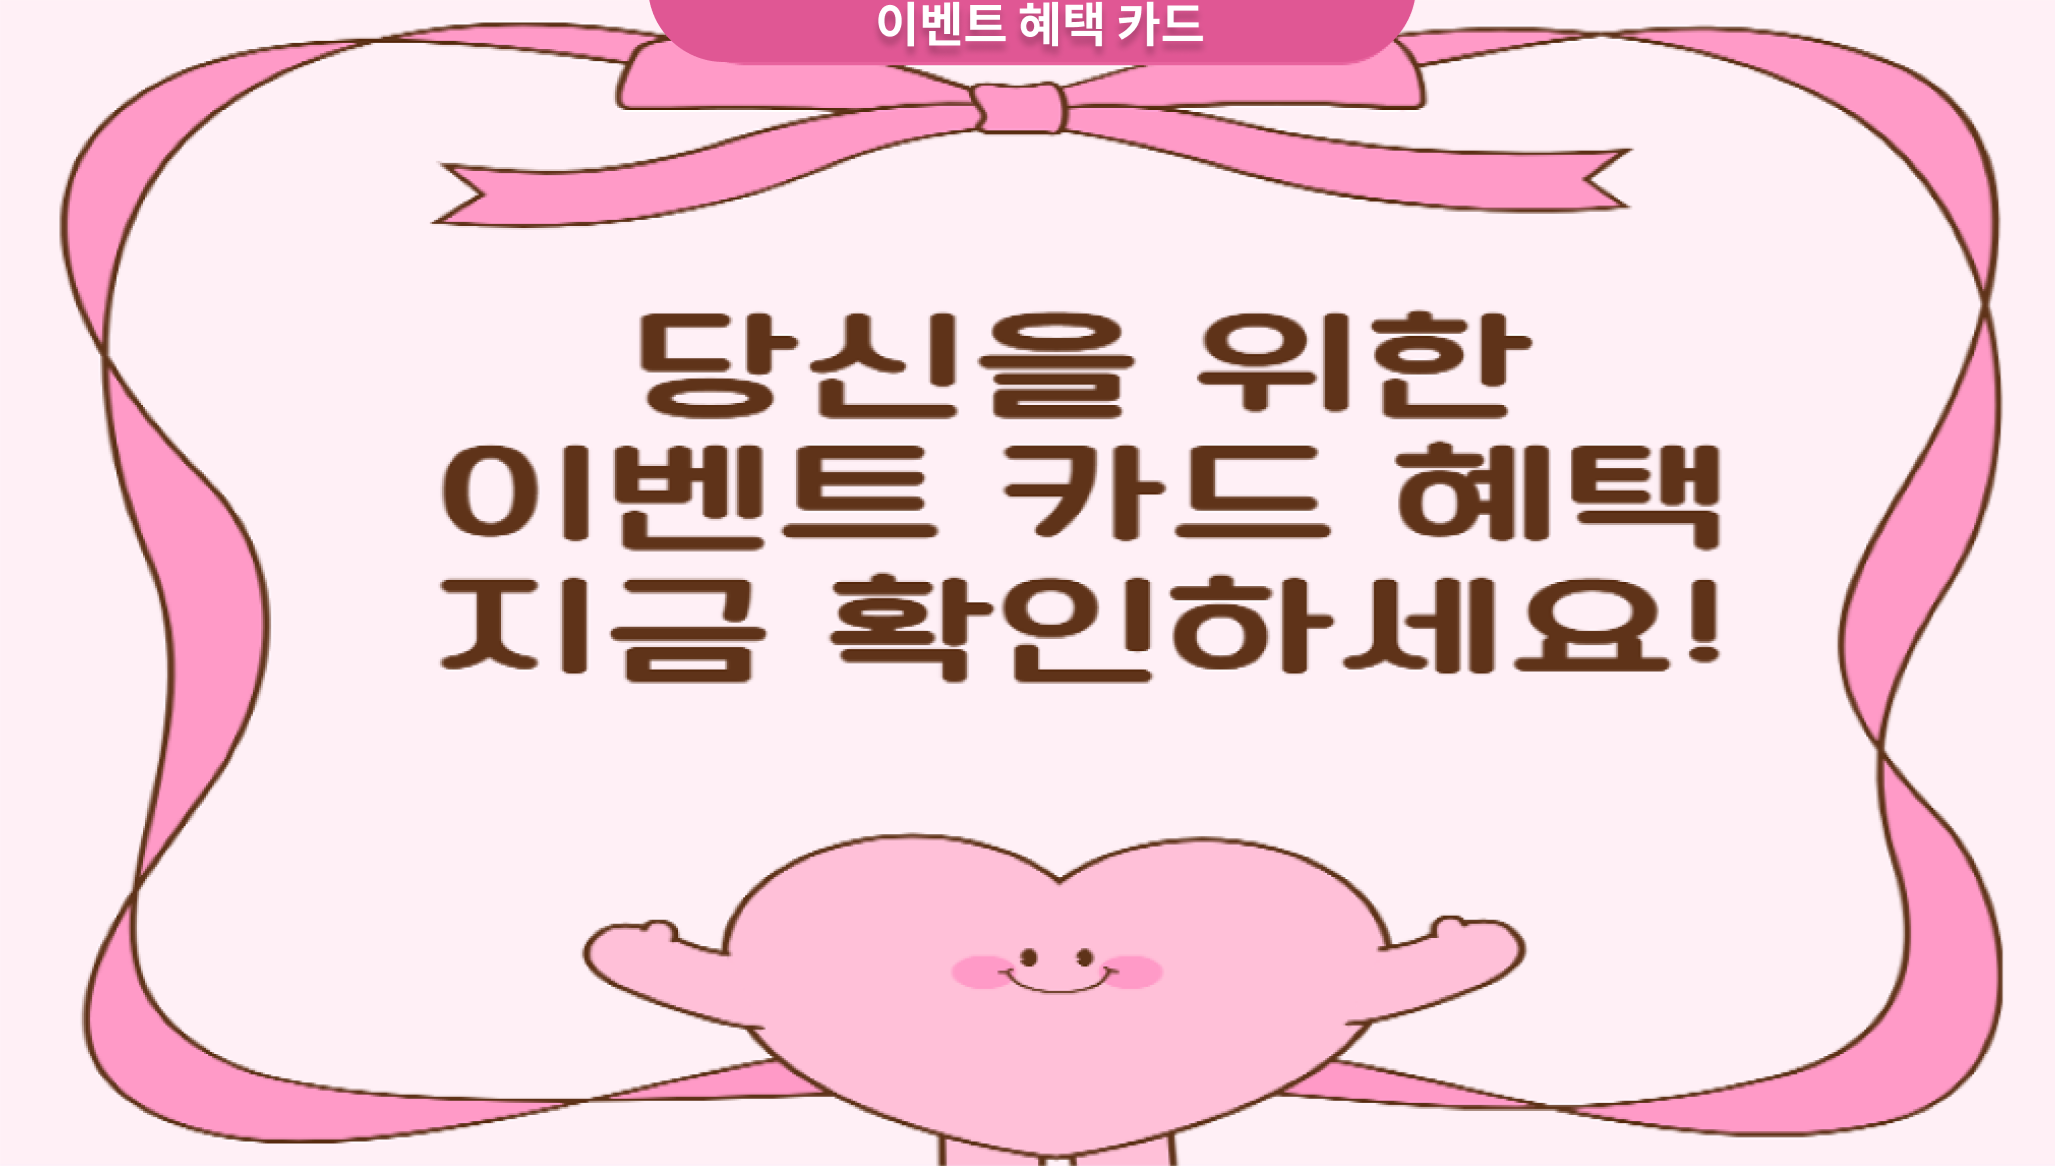 이벤트 혜택 카드
당신을 위한
이벤트 카드 혜택
지금 확인하세요!